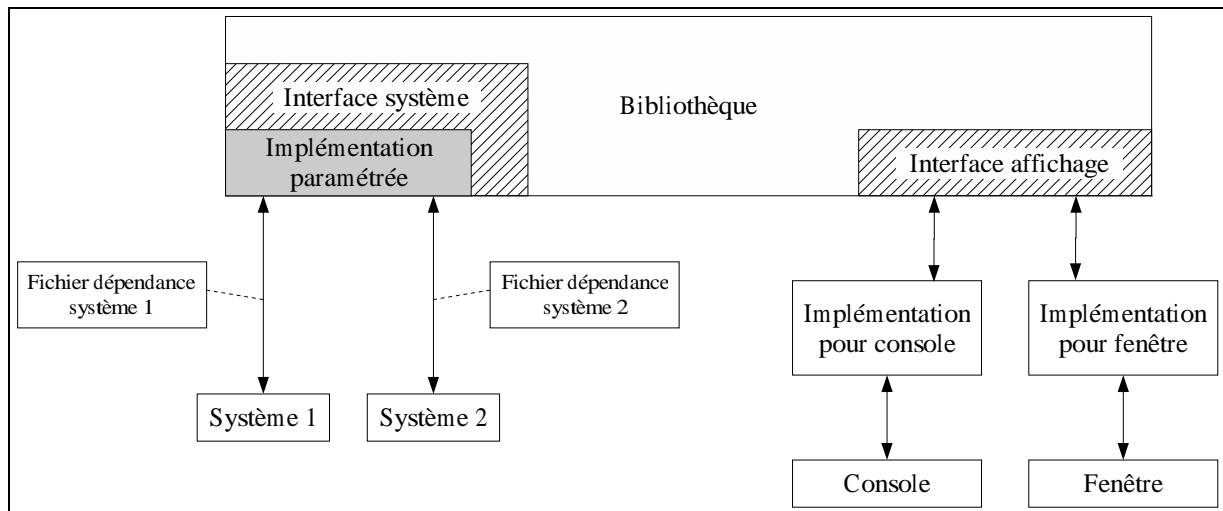 Interface système
Bibliothèque
Implémentation
paramétrée
Interface affichage
Fichier dépendance
système 1
Fichier dépendance
système 2
Implémentation
pour console
Implémentation
pour fenêtre
Système 1
Système 2
Console
Fenêtre